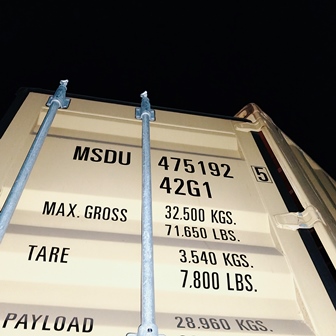 MSDU 475192 5
42G1
MAX. GROSS 32.500 KGS.
71.650 LBS.
TARE 3.540 KGS.
7.800 LBS.
PAYLOAD 28.960 KGS.